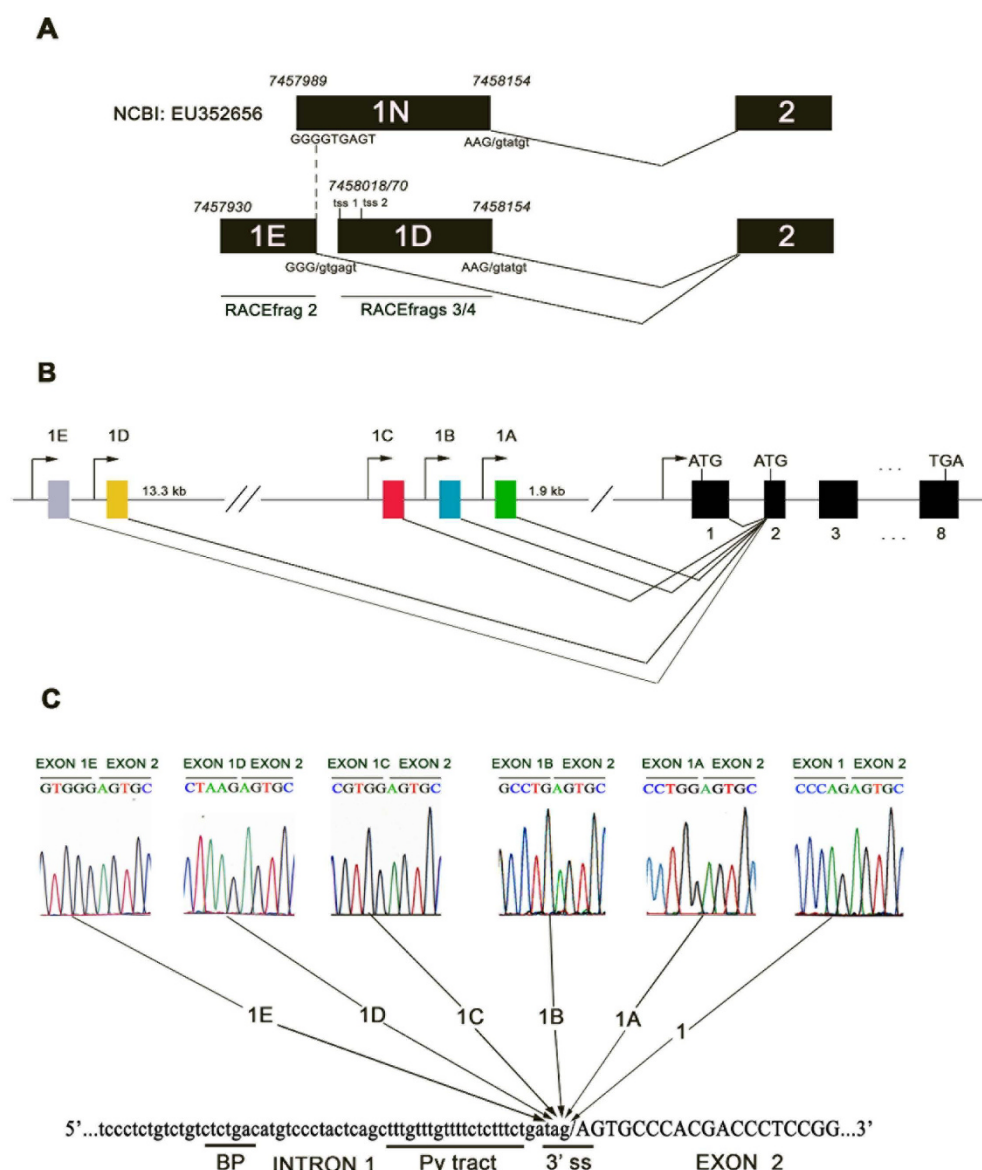 A
7457989 7458154
NCBI: EU352656 1N 2
GGGGTGAGT AAG/gtatgt
7458018/70
7457930 tss 1 tss 2 7458154
1E 1D 2
GGG/gtgagt AAG/gtatgt
RACEfrag 2 RACEfrags 3/4
B
1E 1D 1C 1B 1A ATG ATG ... TGA
13.3 kb 1.9 kb
1 2 3 ... 8
C
EXON 1E EXON 2 EXON 1D EXON 2 EXON 1C EXON 2 EXON 1B EXON 2 EXON 1A EXON 2 EXON 1 EXON 2
GTGGGAGTGC CTAAGAGTGC CGTGGAGTGC GCCTGAGTGC CCTGGAGTGC CCCAGAGTGC
1E 1D 1C 1B 1A 1
5’...tccctctgtctgtctctgacatgtccctactcagctttgtttgttttctctttctgatag/AGTGCCCACGACCCTCCGG...3’
BP INTRON 1 Py tract 3’ ss EXON 2